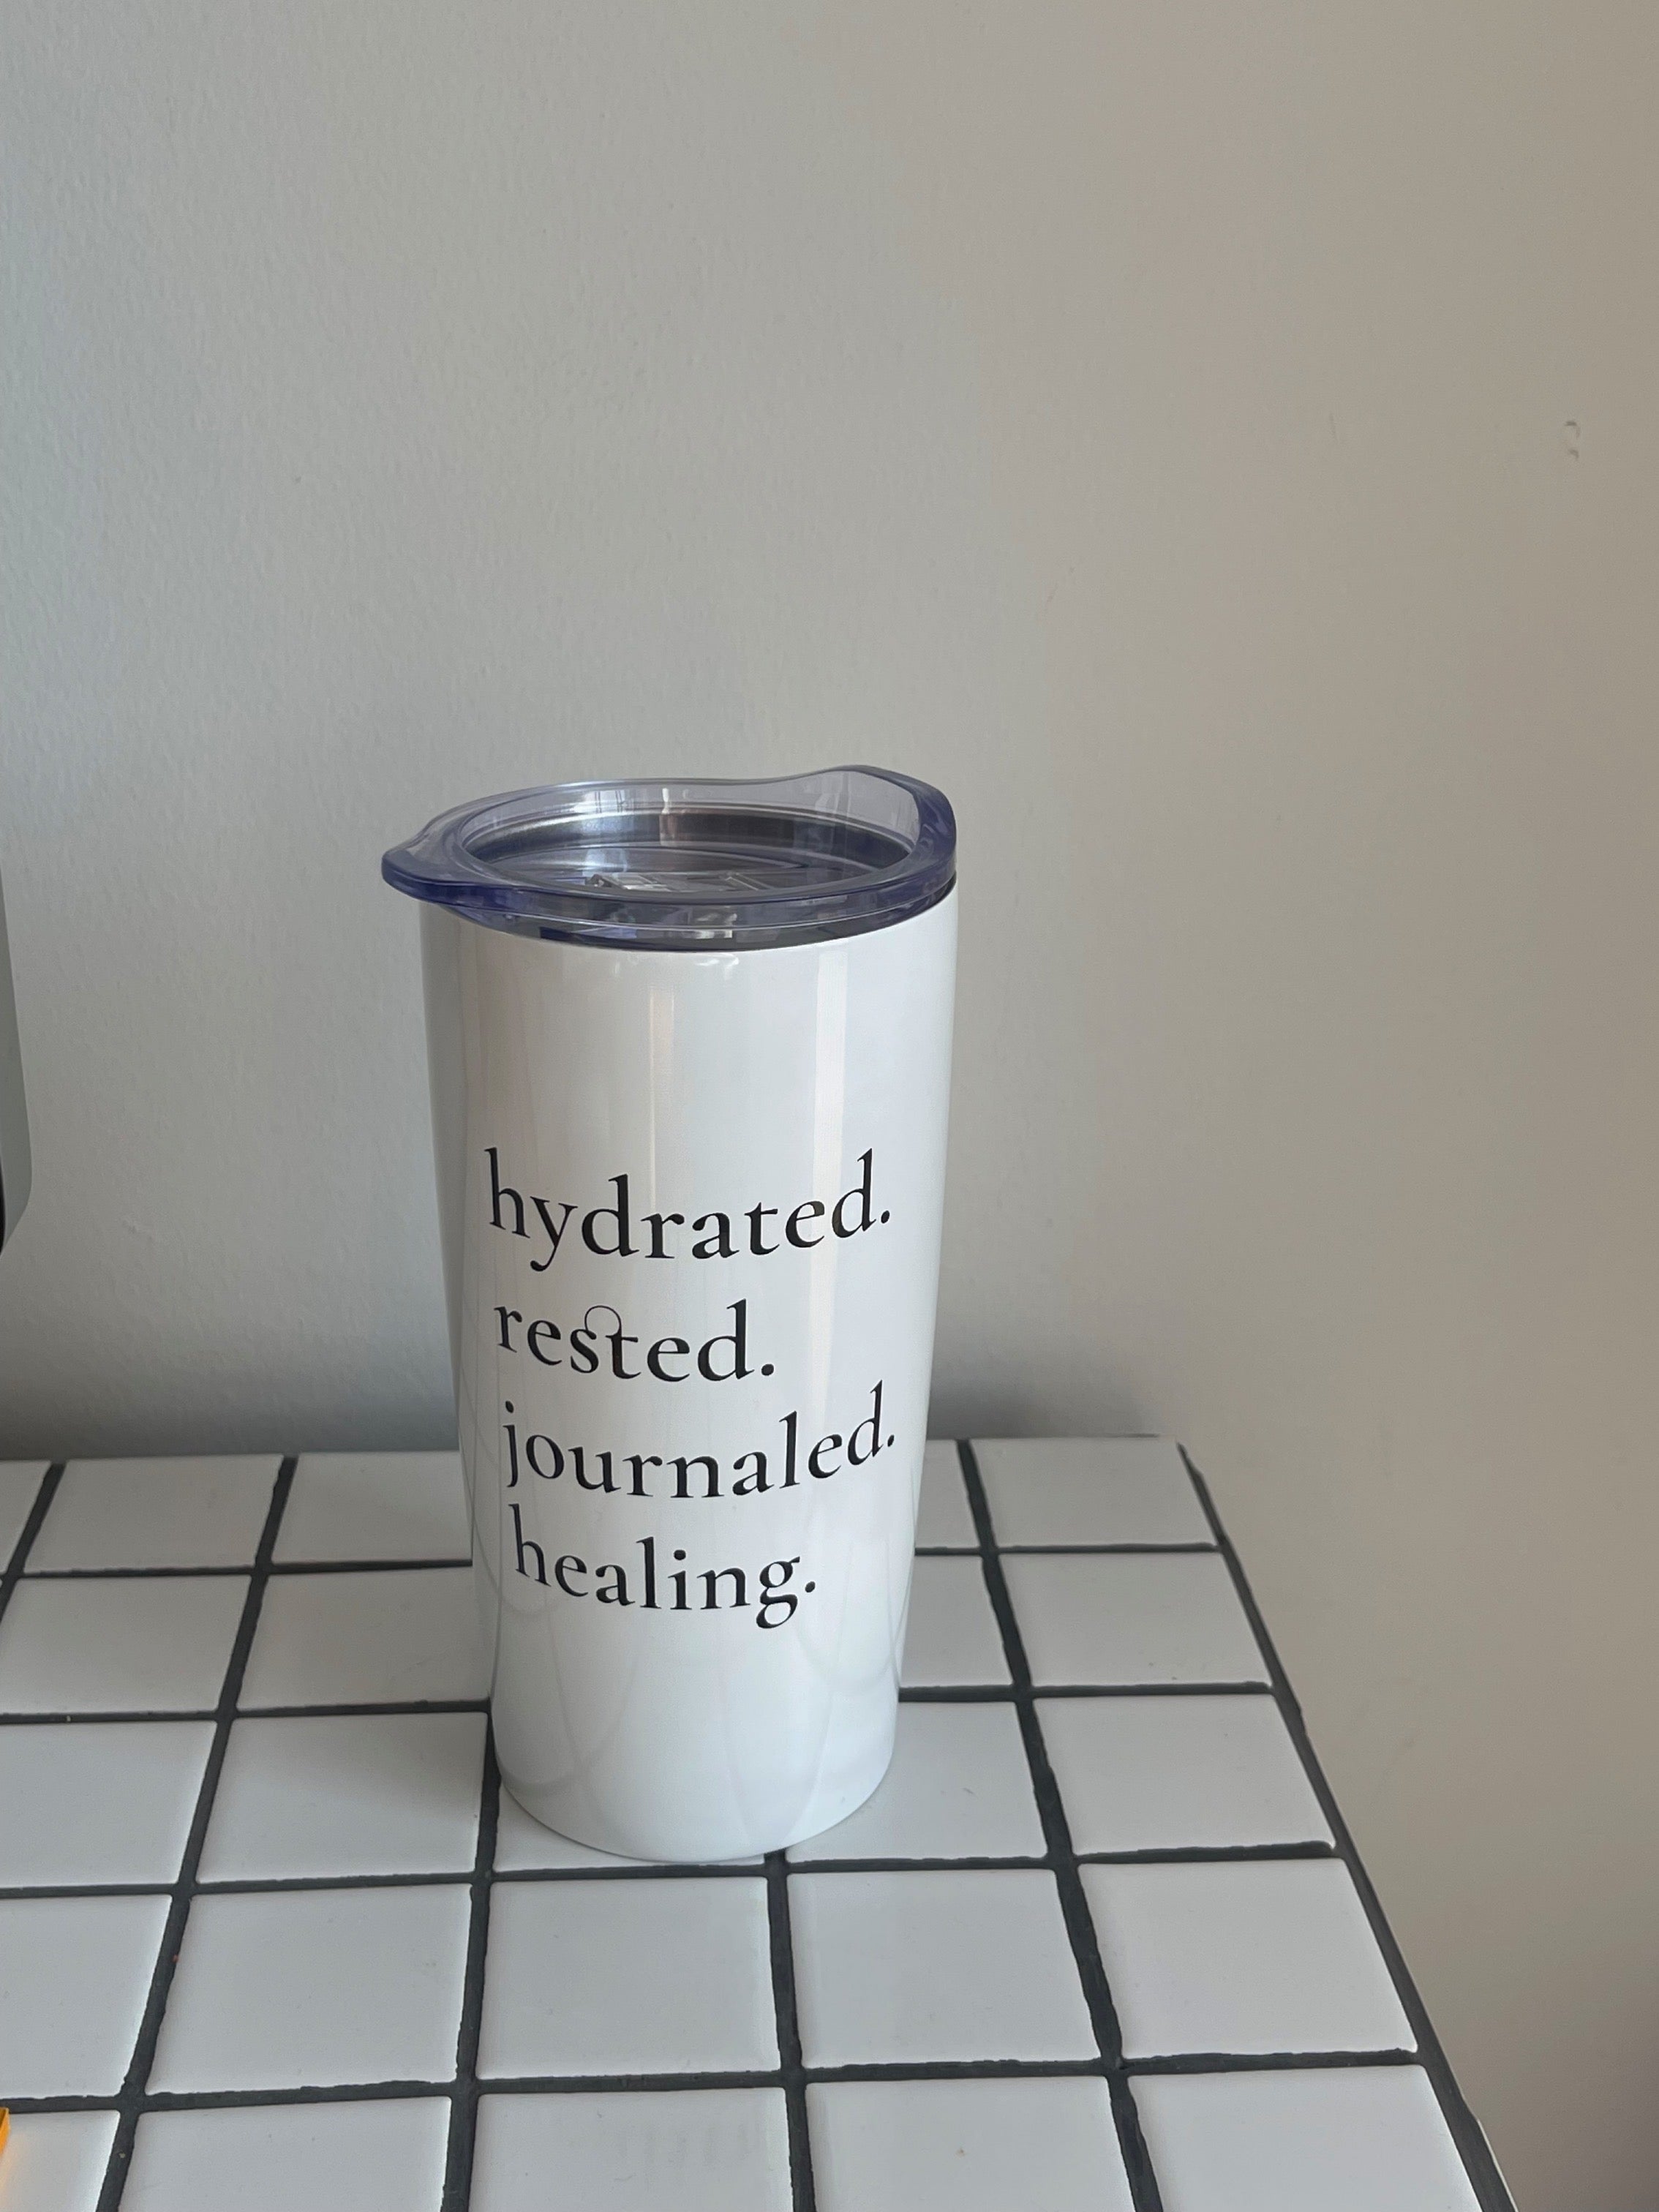 hydrated.
rested.
journaled.
healing.